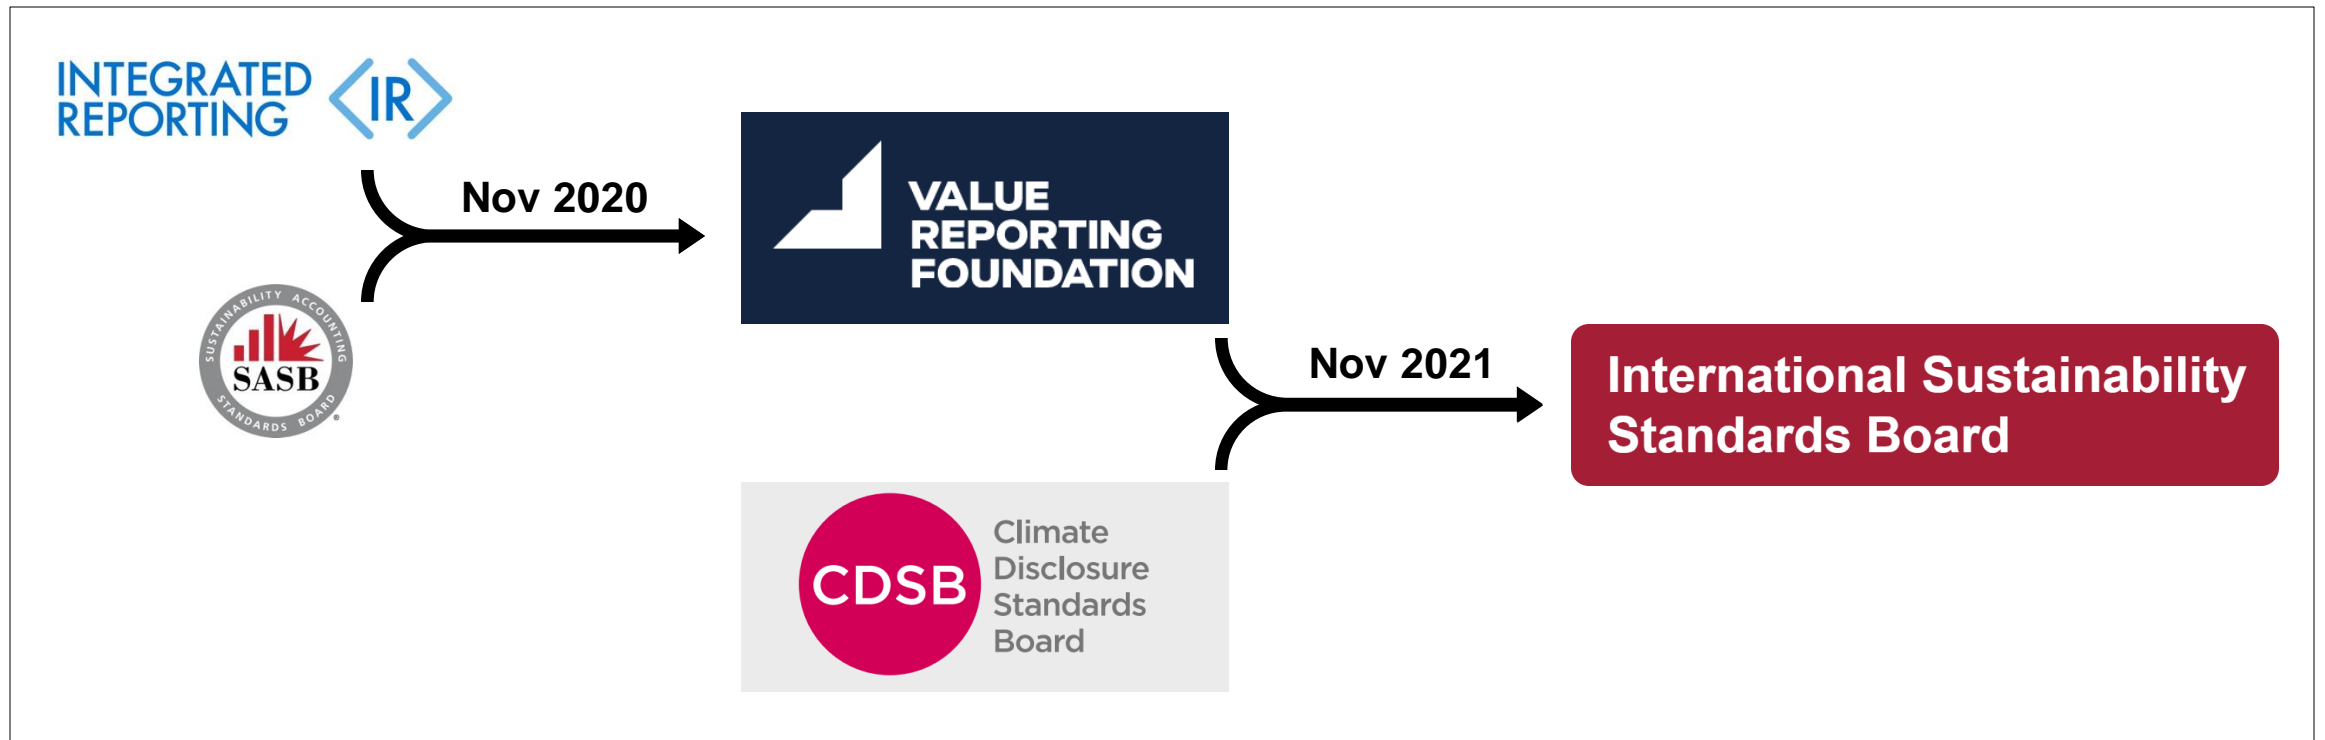 INTEGRATED
REPORTING
<IR>
Nov 2020
SUSTAINABILITY ACCOUNTING
SASB
STANDARDS BOARD
®
VALUE
REPORTING
FOUNDATION
Nov 2021
International Sustainability
Standards Board
CDSB
Climate
Disclosure
Standards
Board